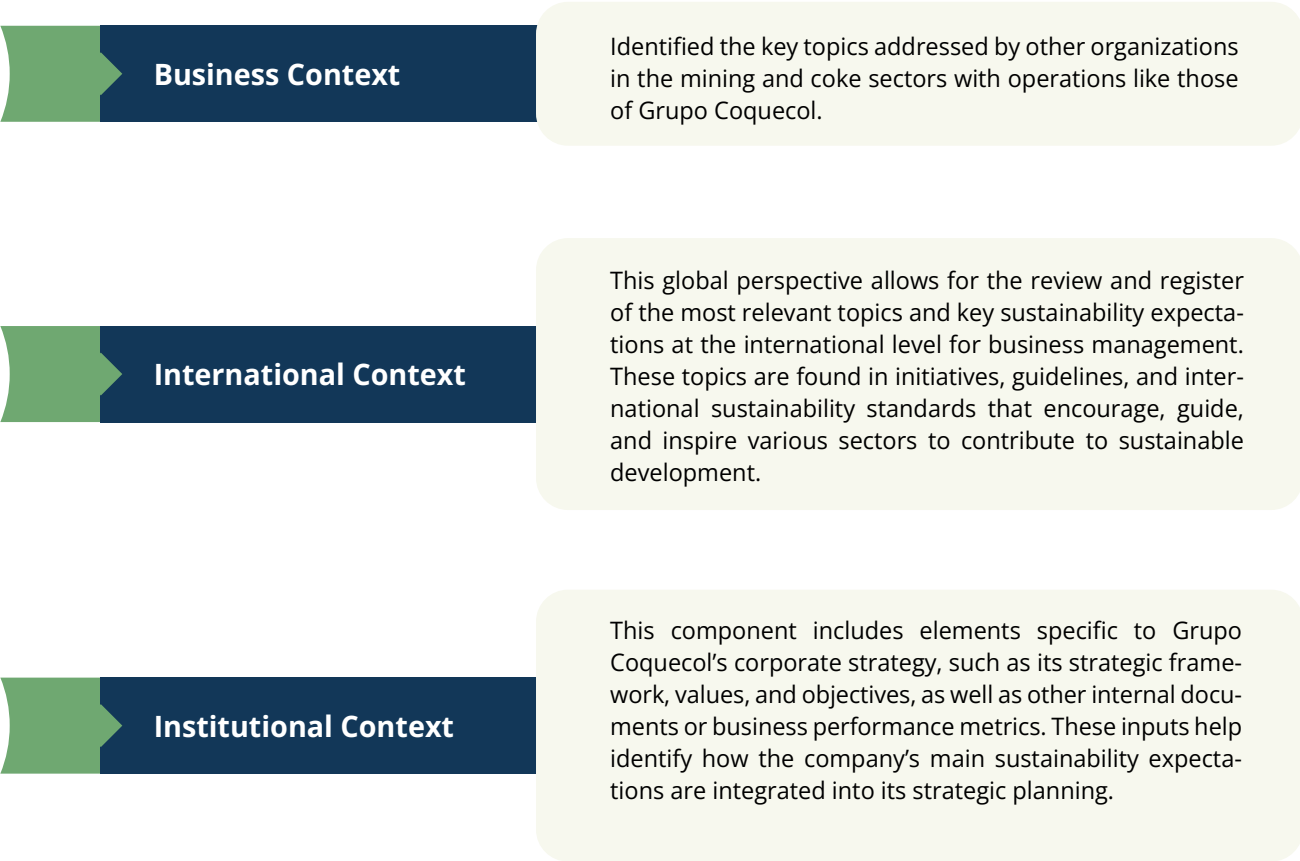 Business Context
Identified the key topics addressed by other organizations
in the mining and coke sectors with operations like those
of Grupo Coquecol.
International Context
This global perspective allows for the review and register
of the most relevant topics and key sustainability expecta-
tions at the international level for business management.
These topics are found in initiatives, guidelines, and inter-
national sustainability standards that encourage, guide,
and inspire various sectors to contribute to sustainable
development.
Institutional Context
This component includes elements specific to Grupo
Coquecol’s corporate strategy, such as its strategic frame-
work, values, and objectives, as well as other internal docu-
ments or business performance metrics. These inputs help
identify how the company’s main sustainability expecta-
tions are integrated into its strategic planning.